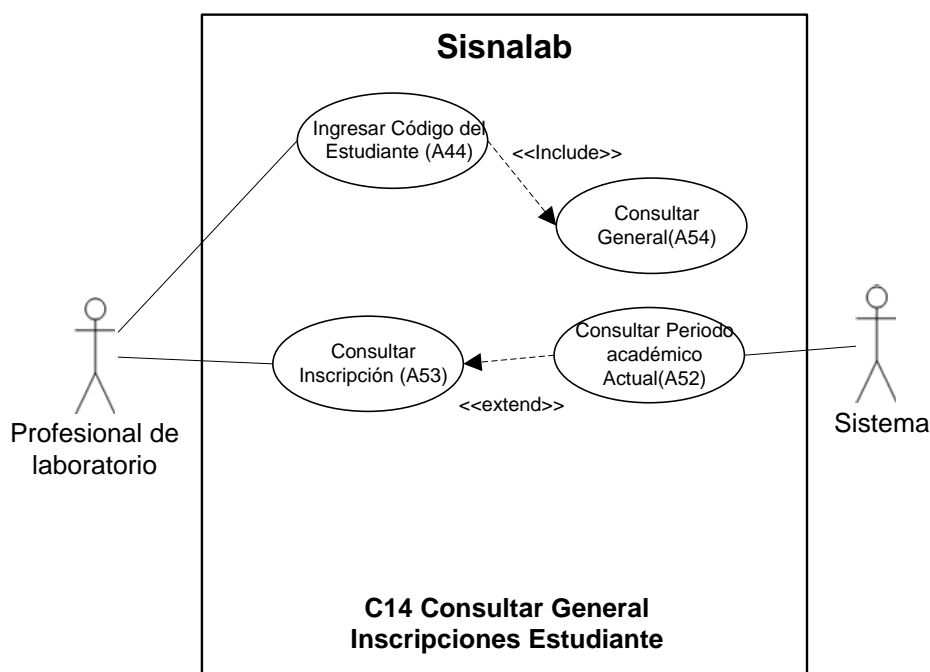 Sisnalab
Ingresar Código del
Estudiante (A44)
<<Include>>
Consultar
General(A54)
Consultar Periodo
académico
Actual(A52)
Consultar
Inscripción (A53)
<<extend>>
Profesional de
laboratorio
Sistema
C14 Consultar General
Inscripciones Estudiante